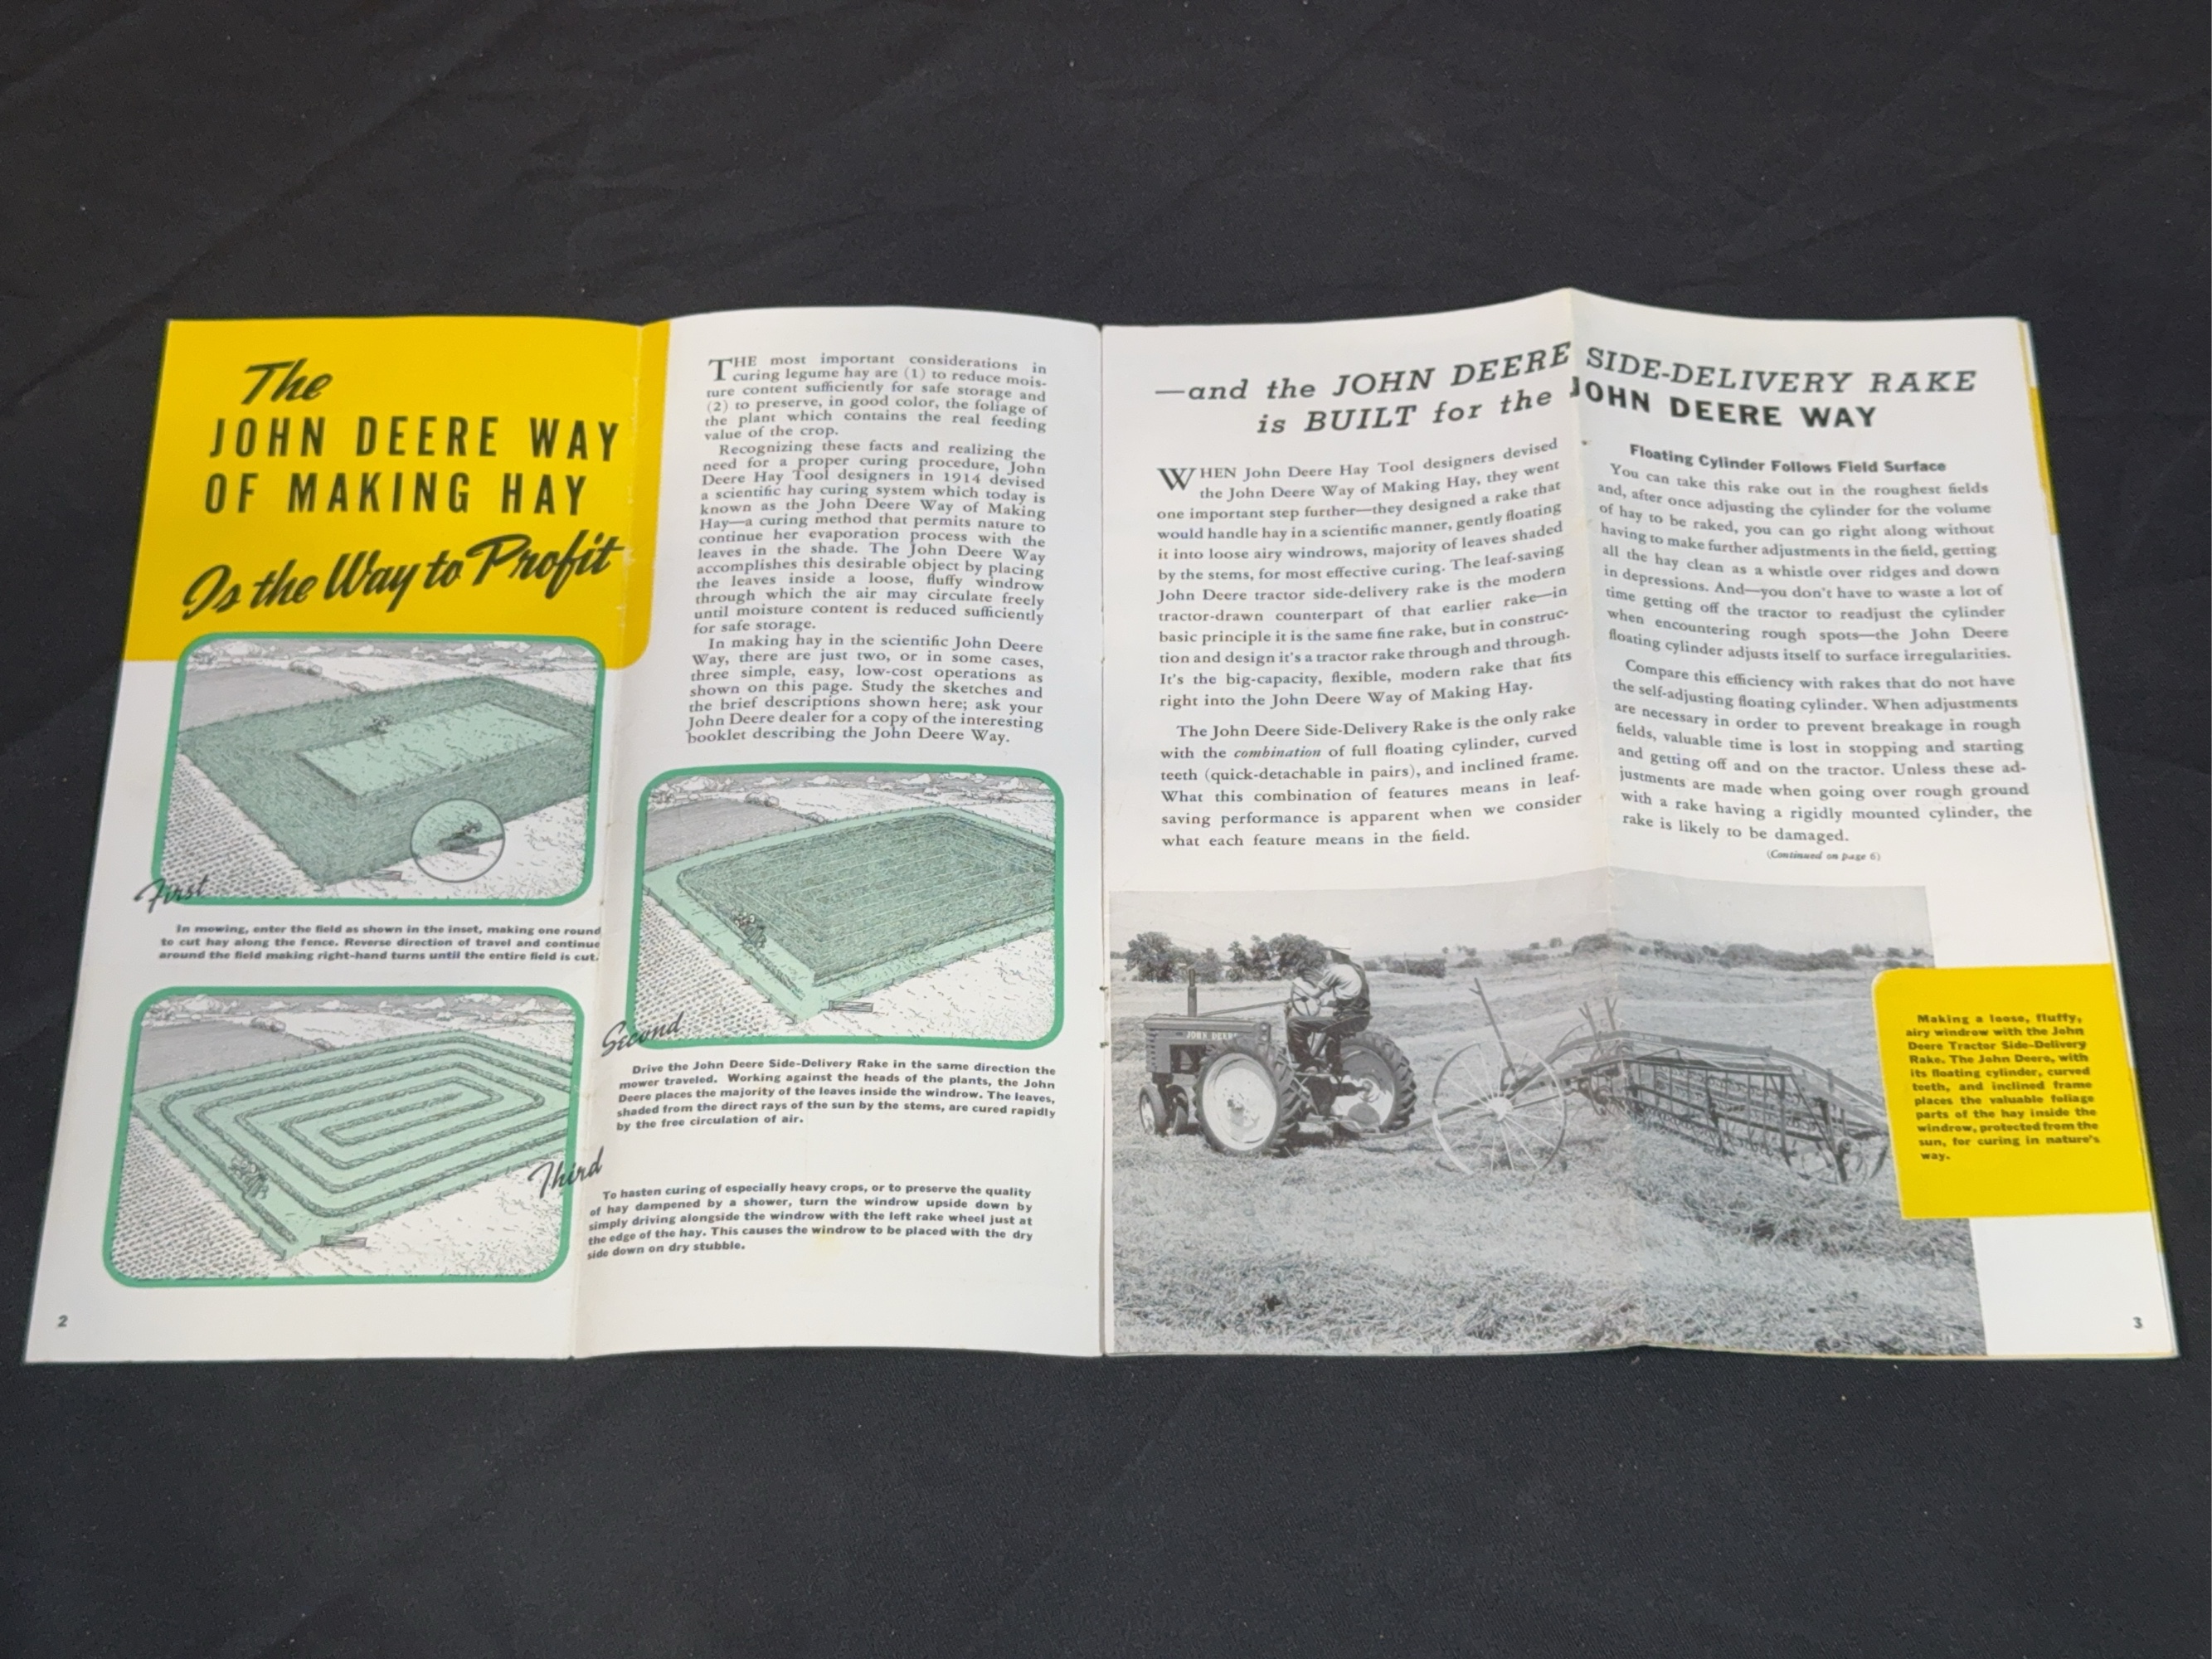 The
JOHN DEERE WAY
OF MAKING HAY
Is the Way to Profit
First
In mowing, enter the field as shown in the inset, making one round
to cut hay along the fence. Reverse direction of travel and continue
around the field making right-hand turns until the entire field is cut.
THE most important considerations in
curing legume hay are (1) to reduce mois-
ture content sufficiently for safe storage and
(2) to preserve, in good color, the foliage of
the plant which contains the real feeding
value of the crop.
Recognizing these facts and realizing the
need for a proper curing procedure, John
Deere Hay Tool designers in 1914 devised
a scientific hay curing system which today is
known as the John Deere Way of Making
Hay—a curing method that permits nature to
continue her evaporation process with the
leaves in the shade. The John Deere Way
accomplishes this desirable object by placing
the leaves inside a loose, fluffy windrow
through which the air may circulate freely
until moisture content is reduced sufficiently
for safe storage.
In making hay in the scientific John Deere
Way, there are just two, or in some cases,
three simple, easy, low-cost operations as
shown on this page. Study the sketches and
the brief descriptions shown here; ask your
John Deere dealer for a copy of the interesting
booklet describing the John Deere Way.
Second
Drive the John Deere Side-Delivery Rake in the same direction the
mower traveled. Working against the heads of the plants, the John
Deere places the majority of the leaves inside the windrow. The leaves,
shaded from the direct rays of the sun by the stems, are cured rapidly
by the free circulation of air.
Third
To hasten curing of especially heavy crops, or to preserve the quality
of hay dampened by a shower, turn the windrow upside down by
simply driving alongside the windrow with the left rake wheel just at
the edge of the hay. This causes the windrow to be placed with the dry
side down on dry stubble.
2
—and the JOHN DEERE SIDE-DELIVERY RAKE
is BUILT for the JOHN DEERE WAY
WHEN John Deere Hay Tool designers devised
the John Deere Way of Making Hay, they went
one important step further—they designed a rake that
would handle hay in a scientific manner, gently floating
it into loose airy windrows, majority of leaves shaded
by the stems, for most effective curing. The leaf-saving
John Deere tractor side-delivery rake is the modern
tractor-drawn counterpart of that earlier rake—in
basic principle it is the same fine rake, but in construc-
tion and design it's a tractor rake through and through.
It's the big-capacity, flexible, modern rake that fits
right into the John Deere Way of Making Hay.
The John Deere Side-Delivery Rake is the only rake
with the combination of full floating cylinder, curved
teeth (quick-detachable in pairs), and inclined frame.
What this combination of features means in leaf-
saving performance is apparent when we consider
what each feature means in the field.
Floating Cylinder Follows Field Surface
You can take this rake out in the roughest fields
and, after once adjusting the cylinder for the volume
of hay to be raked, you can go right along without
having to make further adjustments in the field, getting
all the hay clean as a whistle over ridges and down
in depressions. And—you don't have to waste a lot of
time getting off the tractor to readjust the cylinder
when encountering rough spots—the John Deere
floating cylinder adjusts itself to surface irregularities.
Compare this efficiency with rakes that do not have
the self-adjusting floating cylinder. When adjustments
are necessary in order to prevent breakage in rough
fields, valuable time is lost in stopping and starting
and getting off and on the tractor. Unless these ad-
justments are made when going over rough ground
with a rake having a rigidly mounted cylinder, the
rake is likely to be damaged.
(Continued on page 6)
JOHN DEERE
Making a loose, fluffy,
airy windrow with the John
Deere Tractor Side-Delivery
Rake. The John Deere, with
its floating cylinder, curved
teeth, and inclined frame
places the valuable foliage
parts of the hay inside the
windrow, protected from the
sun, for curing in nature's
way.
3